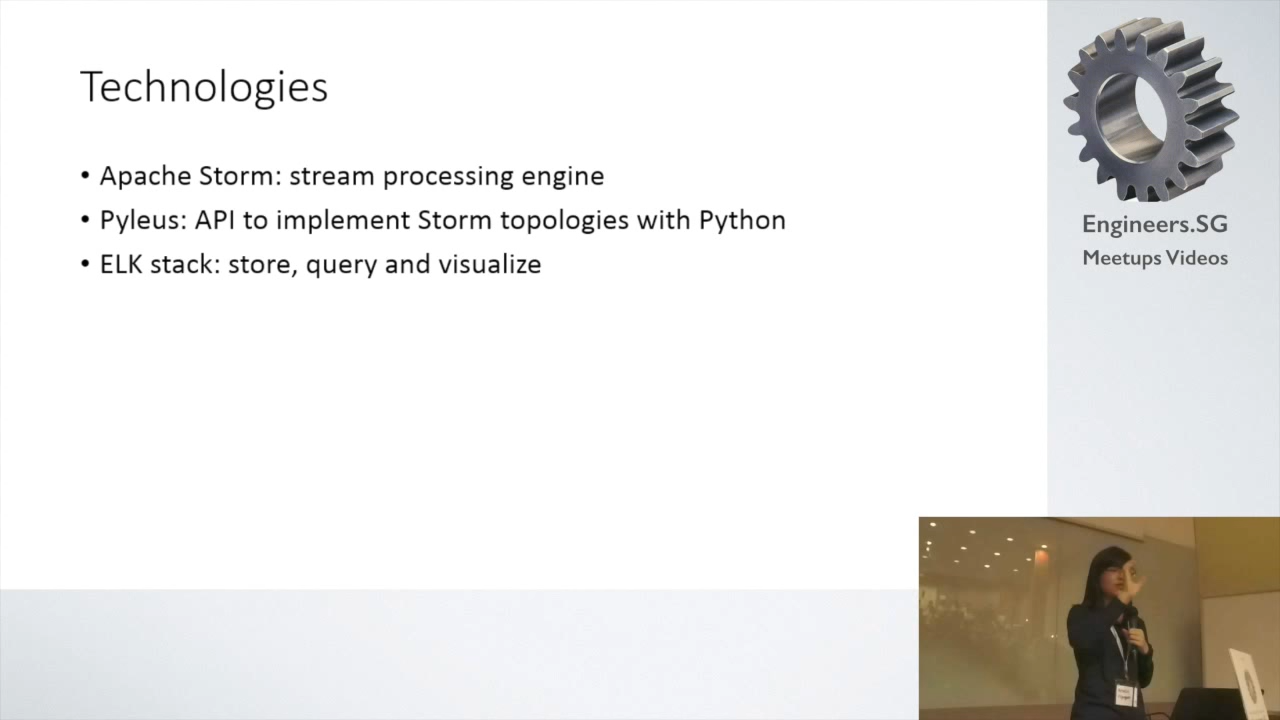 Technologies
• Apache Storm: stream processing engine
• Pyleus: API to implement Storm topologies with Python
• ELK stack: store, query and visualize
Engineers.SG
Meetups Videos